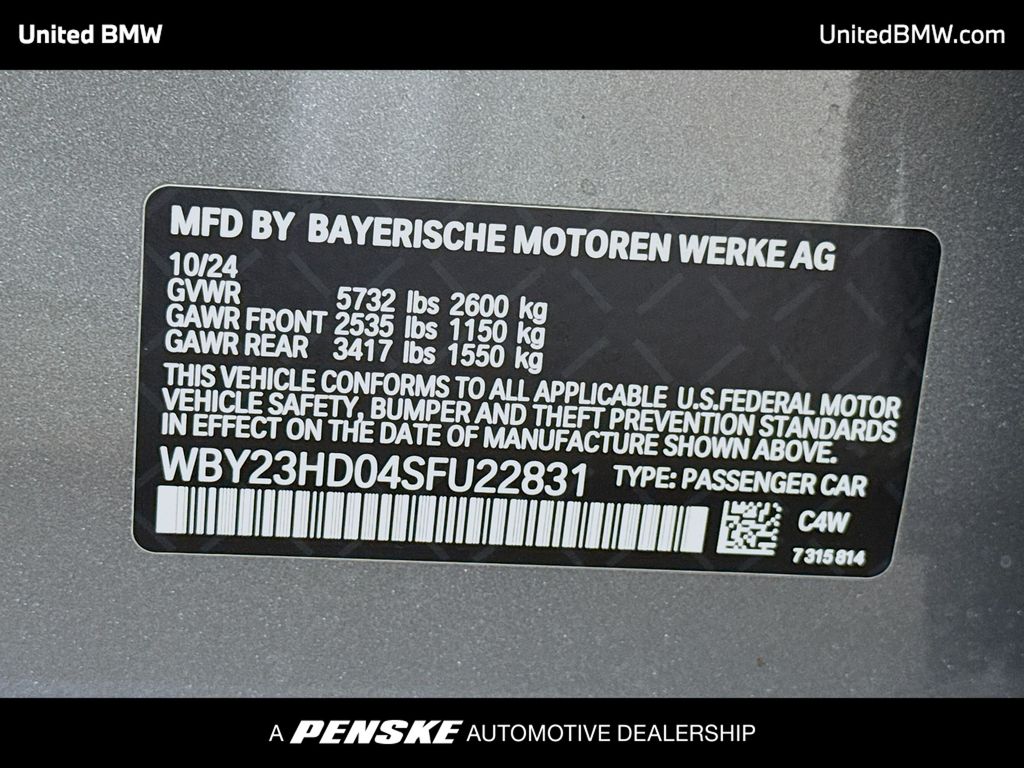 United BMW
UnitedBMW.com
MFD BY BAYERISCHE MOTOREN WERKE AG
10/24
GVWR 5732 lbs 2600 kg
GAWR FRONT 2535 lbs 1150 kg
GAWR REAR 3417 lbs 1550 kg
THIS VEHICLE CONFORMS TO ALL APPLICABLE U.S.FEDERAL MOTOR
VEHICLE SAFETY, BUMPER AND THEFT PREVENTION STANDARDS
IN EFFECT ON THE DATE OF MANUFACTURE SHOWN ABOVE.
WBY23HD04SFU22831 TYPE: PASSENGER CAR
C4W
7315814
A PENSKE AUTOMOTIVE DEALERSHIP